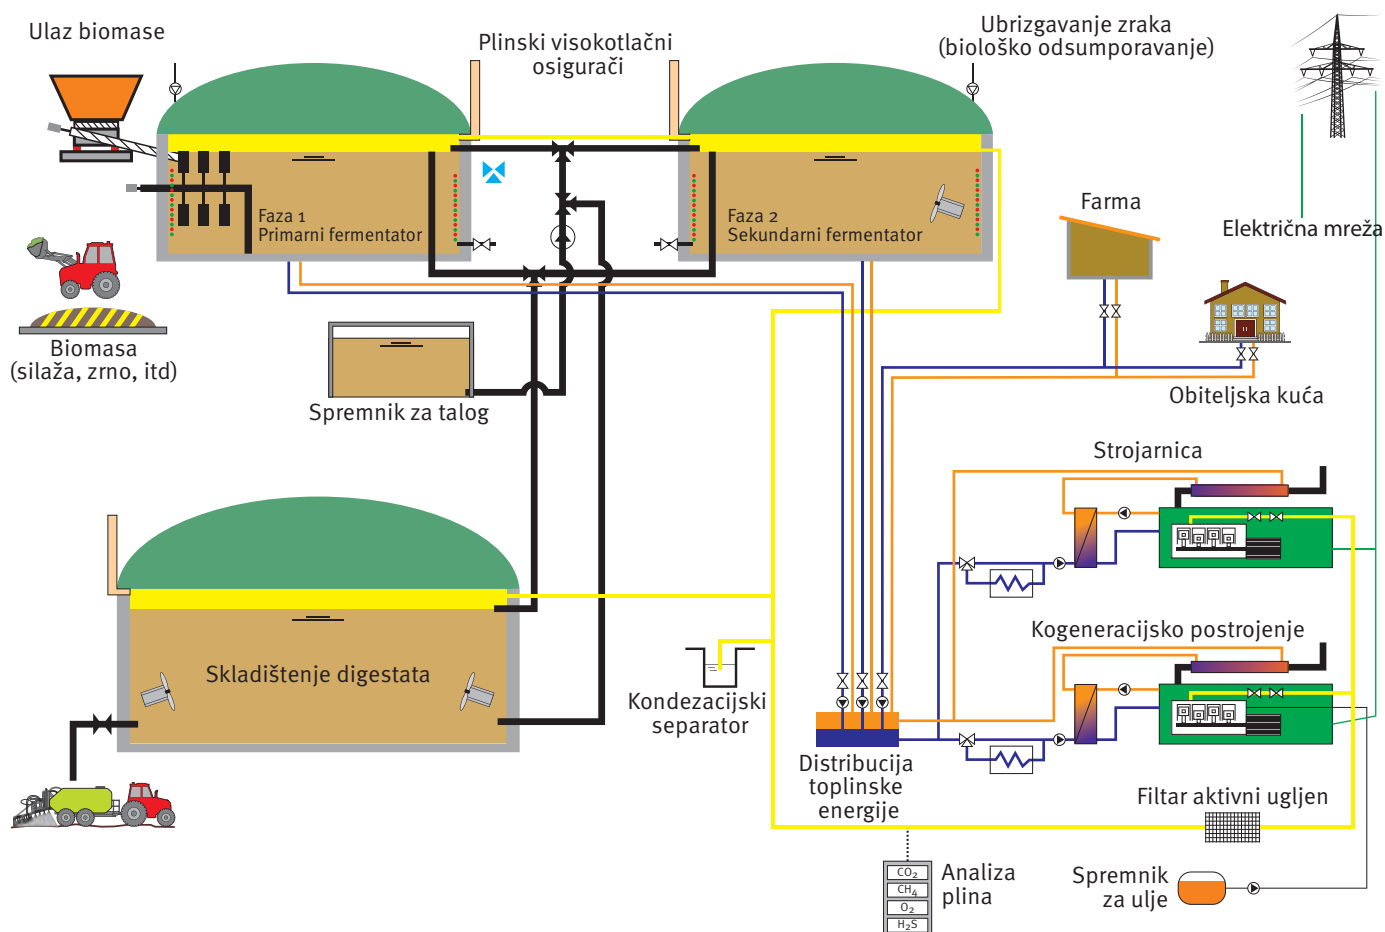 Ulaz biomase
Plinski visokotlačni
osigurači
Ubrizgavanje zraka
(biološko odsumporavanje)
Faza 1
Primarni fermentator
Faza 2
Sekundarni fermentator
Farma
Električna mreža
Biomasa
(silaža, zrno, itd)
Spremnik za talog
Obiteljska kuća
Strojarnica
Skladištenje digestata
Kondezacijski
separator
Kogeneracijsko postrojenje
Distribucija
toplinske
energije
Filtar aktivni ugljen
Analiza
plina
CO₂
CH₄
O₂
H₂S
Spremnik
za ulje